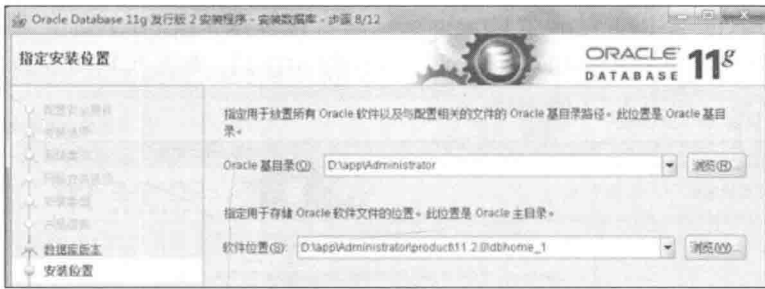 Oracle Database 11g 发行版 2 安装程序 - 安装数据库 - 步骤 8/12
指定安装位置
ORACLE
DATABASE 11g
指定用于放置所有 Oracle 软件以及与配置相关的文件的 Oracle 基目录路径。此位置是 Oracle 基目
录。
Oracle 基目录(O): D:\app\Administrator 浏览(R)...
指定用于存储 Oracle 软件文件的位置。此位置是 Oracle 主目录。
数据库版本
软件位置(S): D:\app\Administrator\product\11.2.0\dbhome_1 浏览(W)...
安装位置